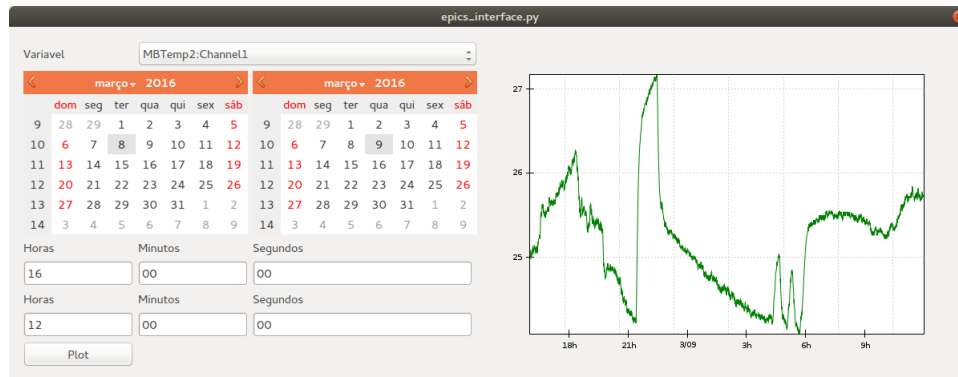 epics_interface.py
Variavel MBTemp2:Channel1
março 2016 março 2016
dom seg ter qua qui sex sáb dom seg ter qua qui sex sáb
9 28 29 1 2 3 4 5 9 28 29 1 2 3 4 5
10 6 7 8 9 10 11 12 10 6 7 8 9 10 11 12
11 13 14 15 16 17 18 19 11 13 14 15 16 17 18 19
12 20 21 22 23 24 25 26 12 20 21 22 23 24 25 26
13 27 28 29 30 31 1 2 13 27 28 29 30 31 1 2
14 3 4 5 6 7 8 9 14 3 4 5 6 7 8 9
Horas Minutos Segundos
16 00 00
Horas Minutos Segundos
12 00 00
Plot
27
26
25
18h 21h 3/09 3h 6h 9h